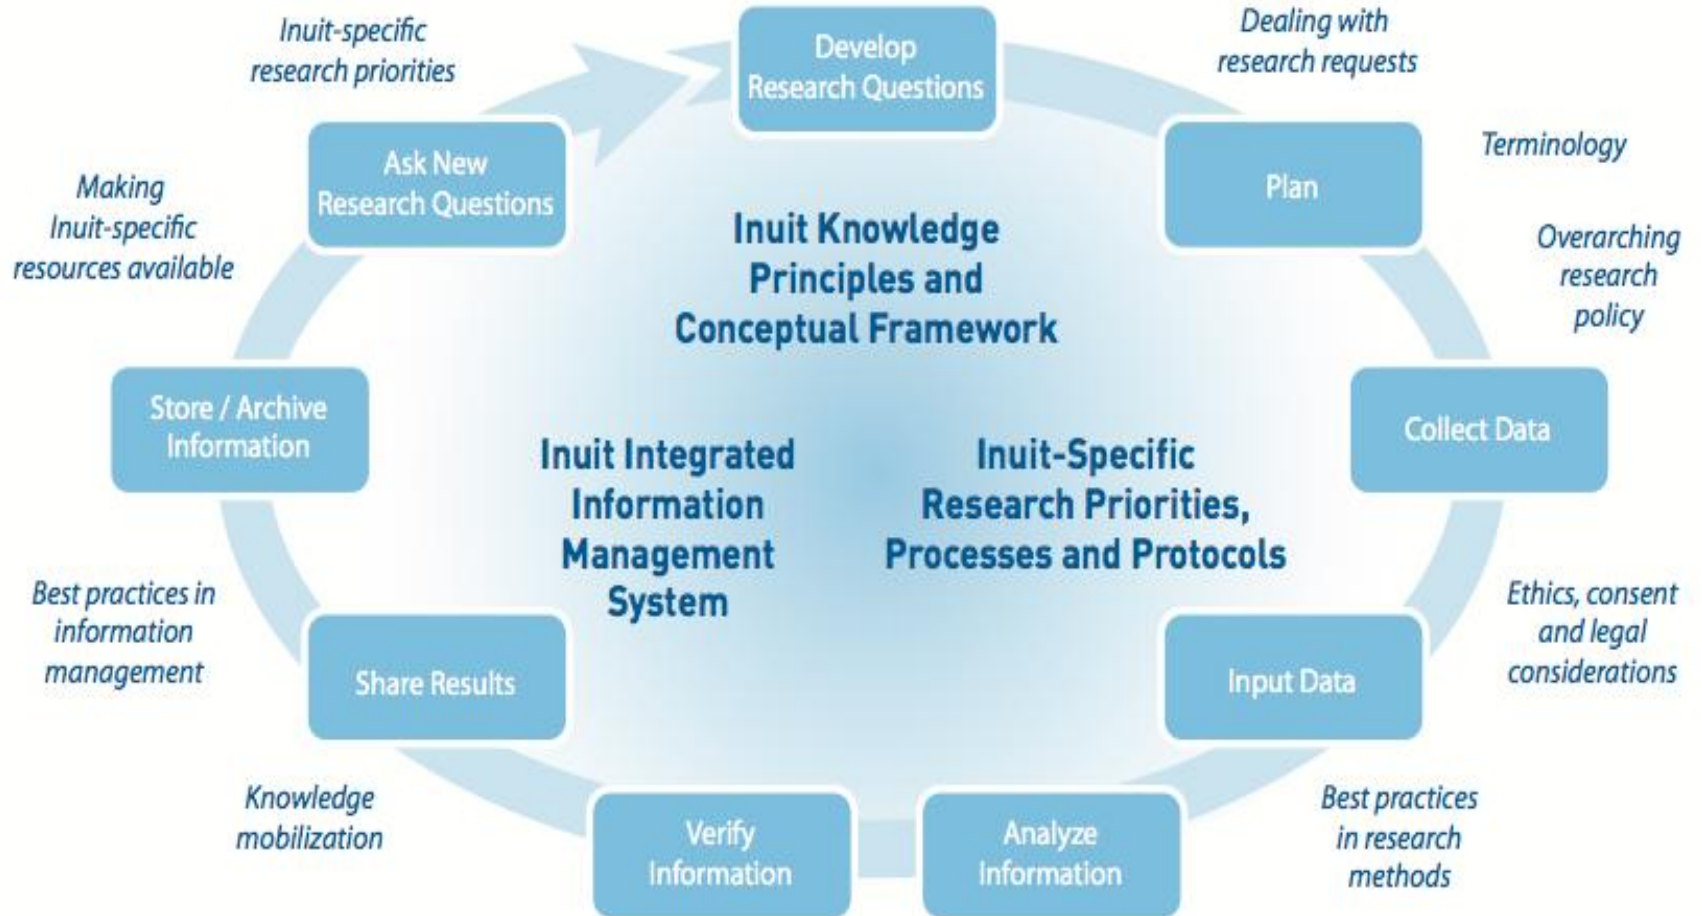 Inuit-specific
research priorities
Develop
Research Questions
Dealing with
research requests
Plan
Terminology
Overarching
research
policy
Collect Data
Ethics, consent
and legal
considerations
Input Data
Best practices
in research
methods
Analyze
Information
Verify
Information
Knowledge
mobilization
Share Results
Best practices in
information
management
Store / Archive
Information
Making
Inuit-specific
resources available
Ask New
Research Questions
Inuit Knowledge
Principles and
Conceptual Framework
Inuit Integrated
Information
Management
System
Inuit-Specific
Research Priorities,
Processes and Protocols